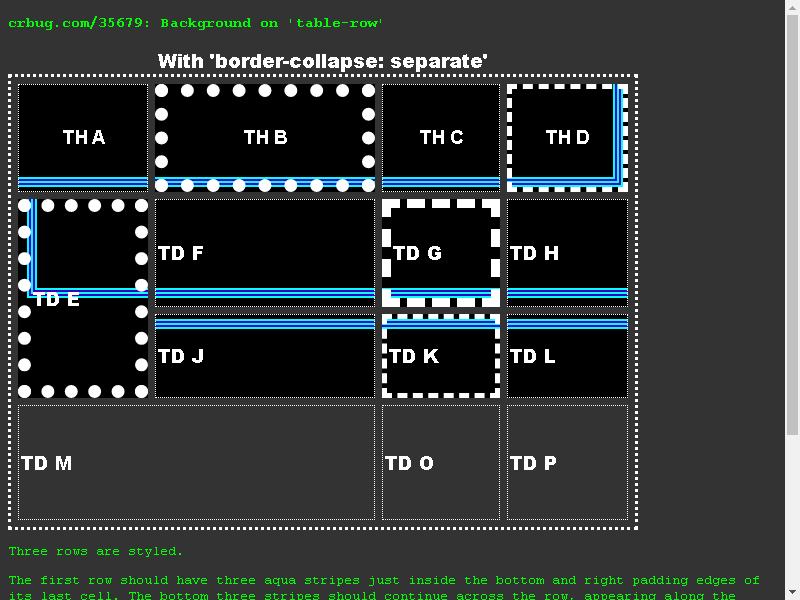 crbug.com/35679: Background on 'table-row'
With 'border-collapse: separate'
TH A
TH B
TH C
TH D
TD E
TD F
TD G
TD H
TD J
TD K
TD L
TD M
TD O
TD P
Three rows are styled.
The first row should have three aqua stripes just inside the bottom and right padding edges of
its last cell. The bottom three stripes should continue across the row, appearing along the